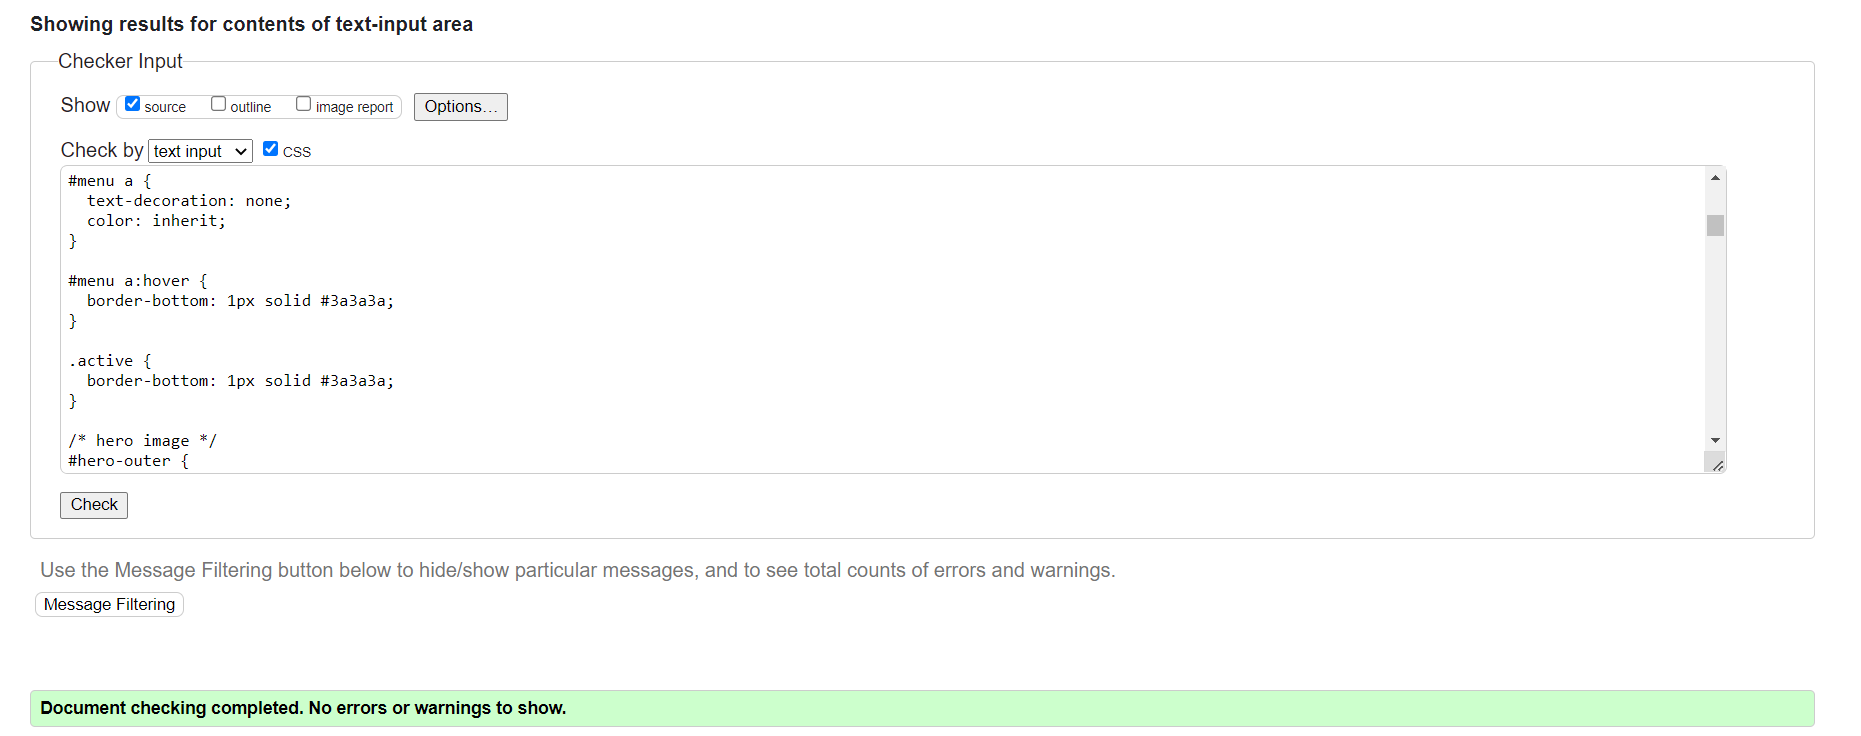 Showing results for contents of text-input area
Checker Input
Show source outline image report Options...
Check by text input CSS
#menu a {
  text-decoration: none;
  color: inherit;
}

#menu a:hover {
  border-bottom: 1px solid #3a3a3a;
}

.active {
  border-bottom: 1px solid #3a3a3a;
}

/* hero image */
#hero-outer {
Check
Use the Message Filtering button below to hide/show particular messages, and to see total counts of errors and warnings.
Message Filtering
Document checking completed. No errors or warnings to show.